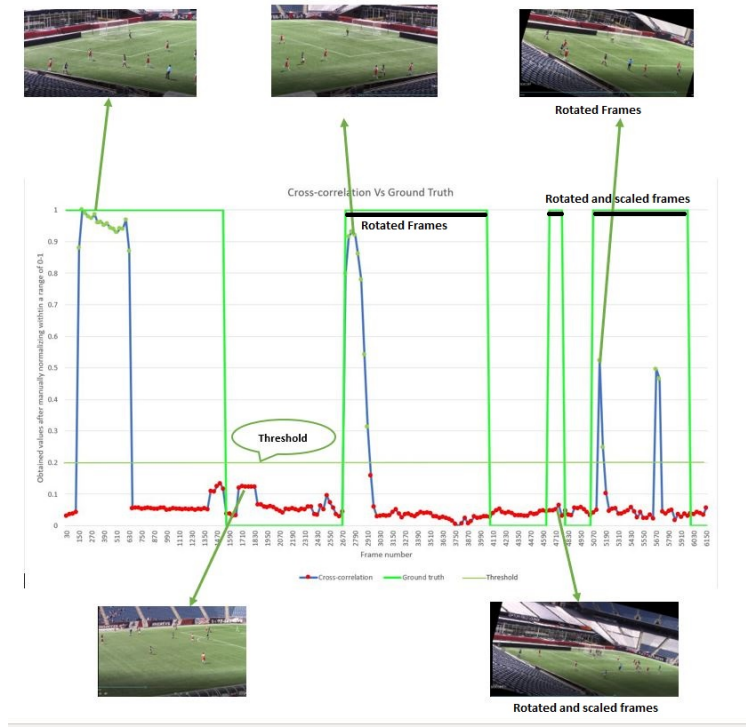 Rotated Frames
Cross-correlation Vs Ground Truth
Rotated and scaled frames
Rotated Frames
Obtained values after manually normalizing withtin a range of 0-1
1
0.9
0.8
0.7
0.6
0.5
0.4
0.3
0.2
0.1
0
Threshold
30 150 270 390 510 630 750 870 990 1110 1230 1350 1470 1590 1710 1830 1950 2070 2190 2310 2430 2550 2670 2790 2910 3030 3150 3270 3390 3510 3630 3750 3870 3990 4110 4230 4350 4470 4590 4710 4830 4950 5070 5190 5310 5430 5550 5670 5790 5910 6030 6150
Frame number
Cross-correlation Ground truth Threshold
Rotated and scaled frames